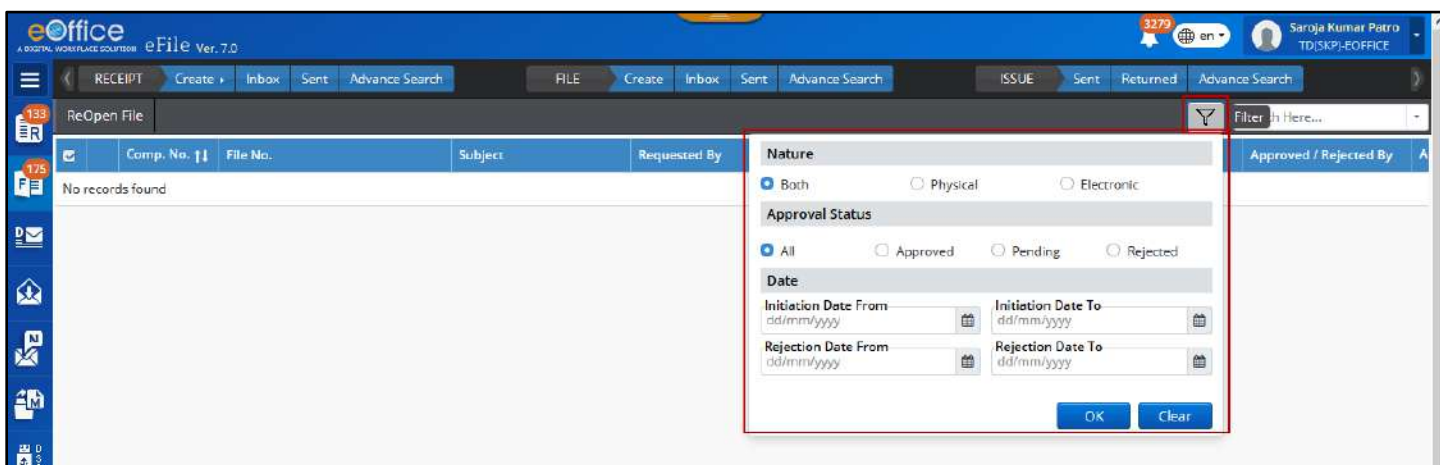 eOffice
A DIGITAL WORKPLACE SOLUTION eFile Ver. 7.0
3279
en
Saroja Kumar Patro
TD(SKP)-EOFFICE
RECEIPT Create Inbox Sent Advance Search FILE Create Inbox Sent Advance Search ISSUE Sent Returned Advance Search
133
R
ReOpen File
Filter h Here...
Comp. No. File No. Subject Requested By Approved / Rejected By A
175
F
No records found
D
N
M
D
S
Nature
Both Physical Electronic
Approval Status
All Approved Pending Rejected
Date
Initiation Date From Initiation Date To
dd/mm/yyyy dd/mm/yyyy
Rejection Date From Rejection Date To
dd/mm/yyyy dd/mm/yyyy
OK Clear